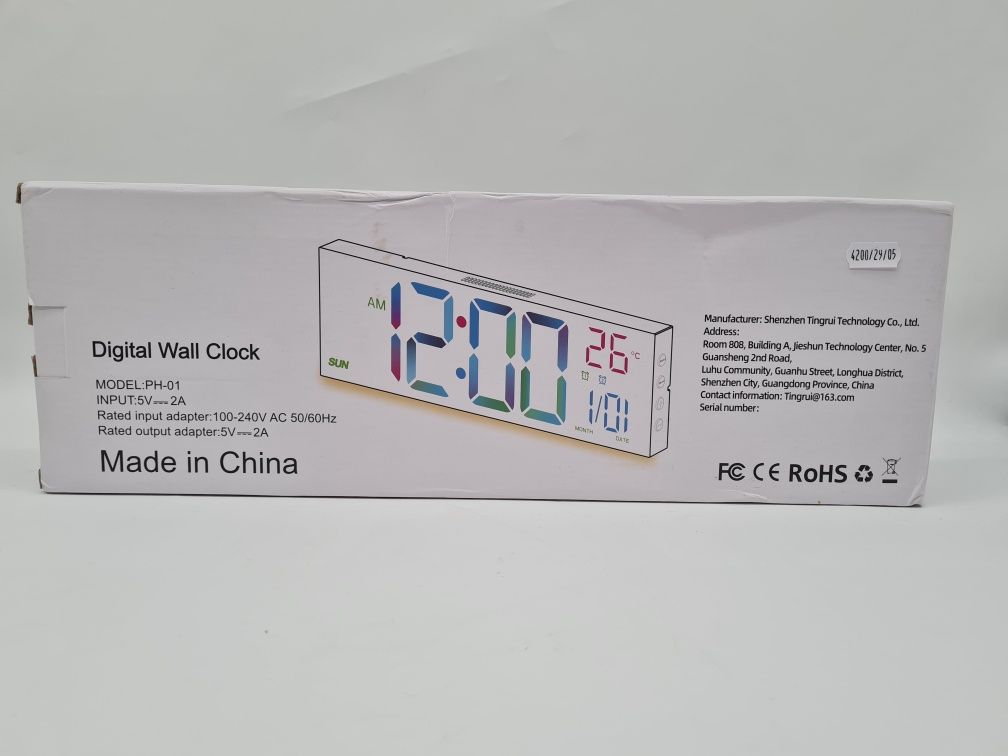 4200/29/05
AM
12:00
26°C
SUN
1/01
MONTH
DATE
Digital Wall Clock
MODEL:PH-01
INPUT:5V⎓2A
Rated input adapter:100-240V AC 50/60Hz
Rated output adapter:5V⎓2A
Made in China
Manufacturer: Shenzhen Tingrui Technology Co., Ltd.
Address:
Room 808, Building A, Jieshun Technology Center, No. 5
Guansheng 2nd Road,
Luhu Community, Guanhu Street, Longhua District,
Shenzhen City, Guangdong Province, China
Contact information: Tingrui@163.com
Serial number:
FC CE RoHS